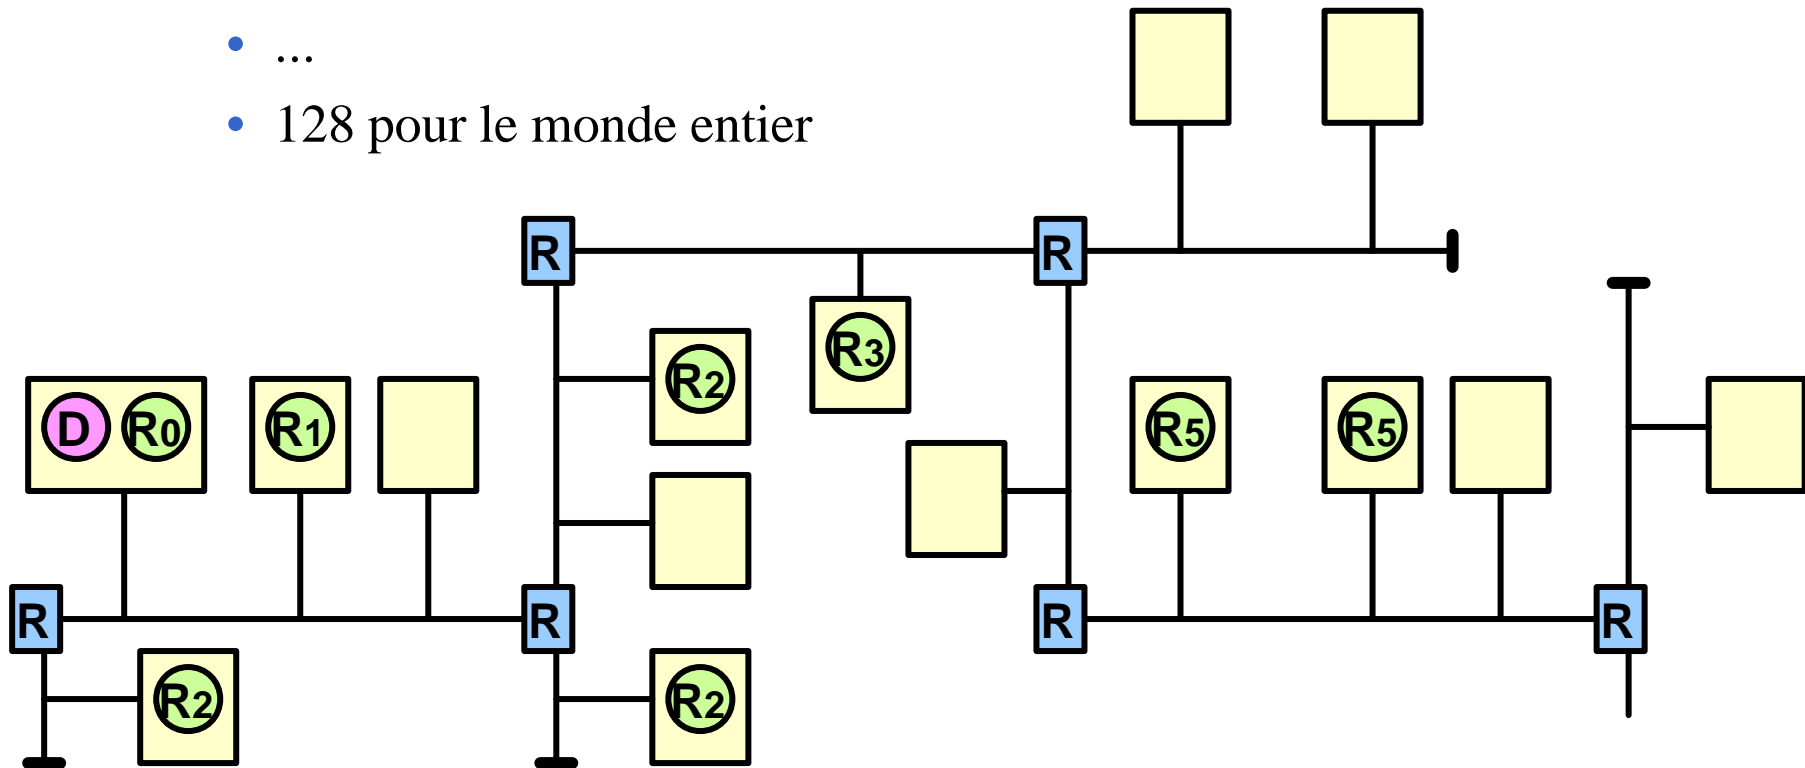 • ...
• 128 pour le monde entier
R
R
R3
R2
D R0
R1
R5
R5
R
R
R
R
R2
R2